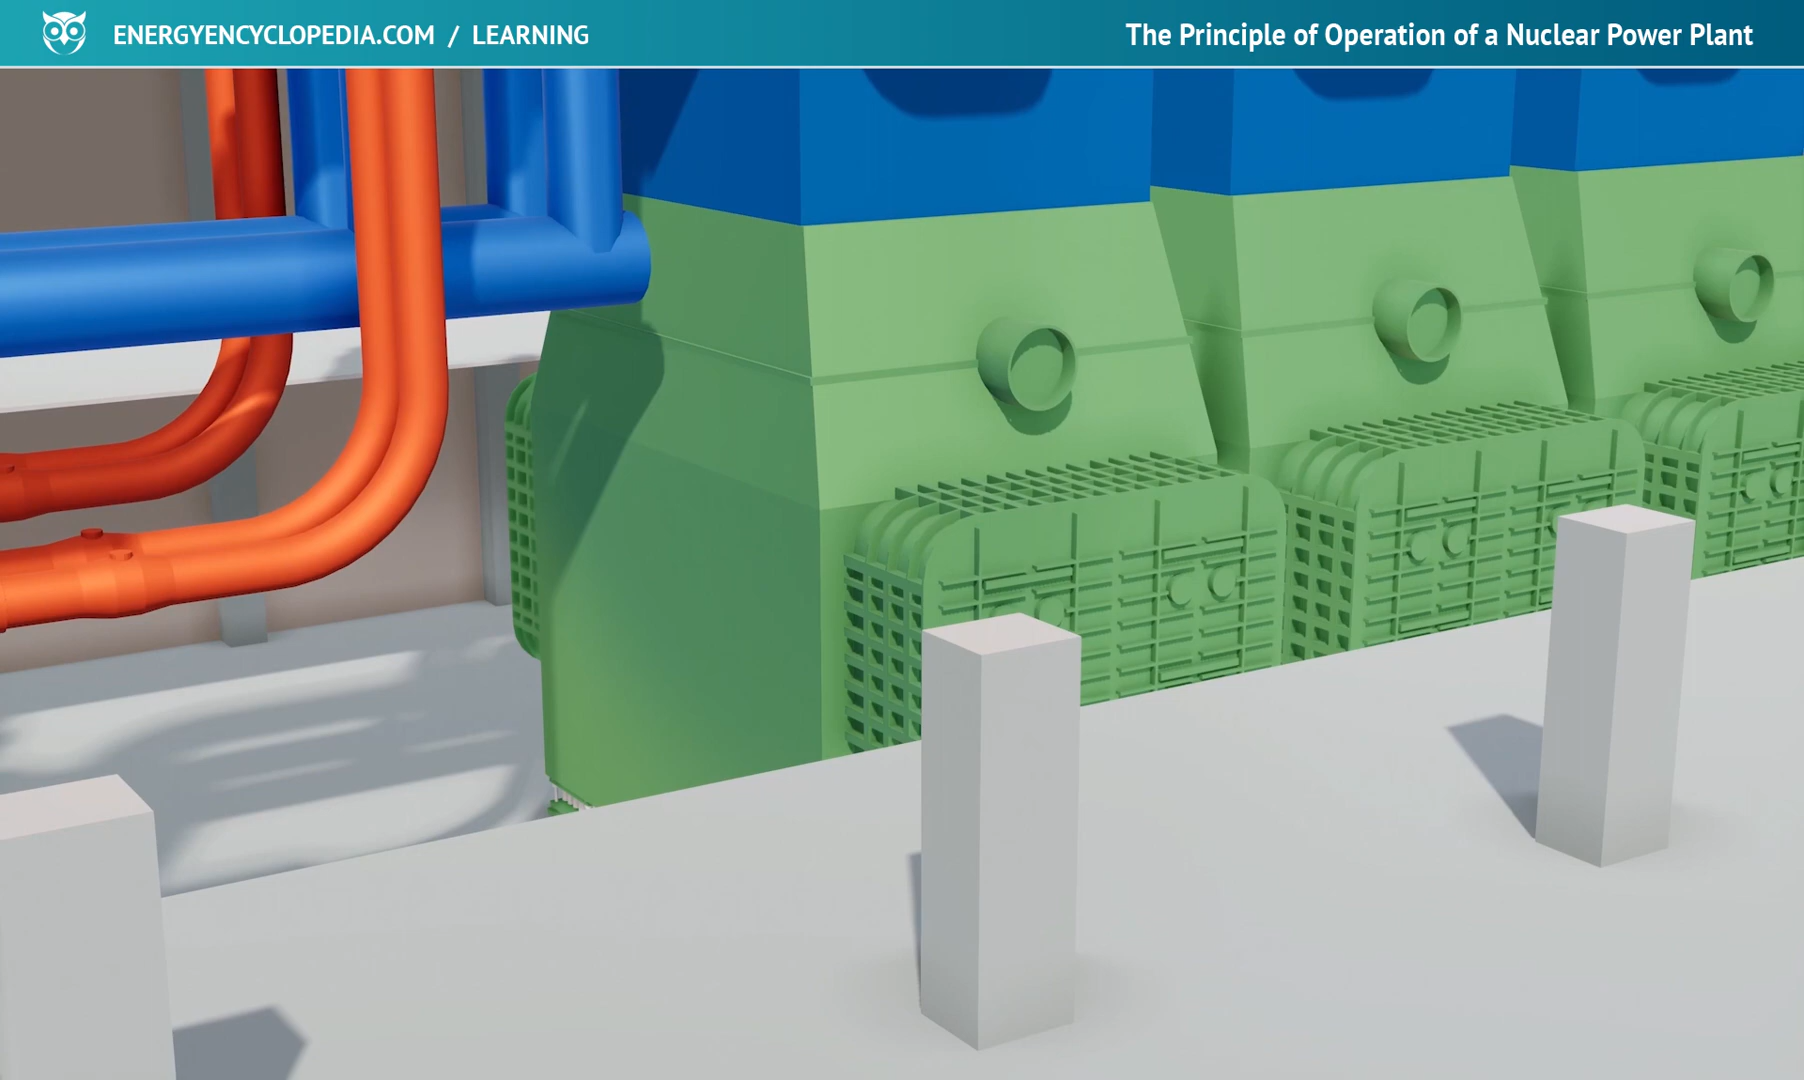 ENERGYENCYCLOPEDIA.COM / LEARNING
The Principle of Operation of a Nuclear Power Plant